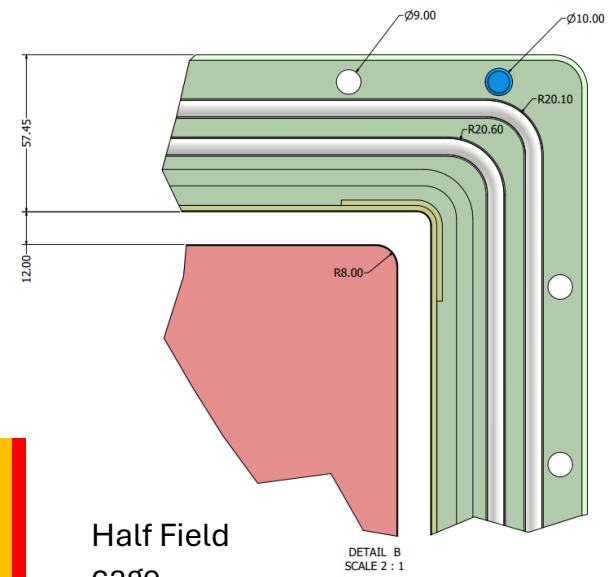 Ø9.00
Ø10.00
R20.10
R20.60
57.45
12.00
R8.00
DETAIL B
SCALE 2 : 1
Half Field
cage